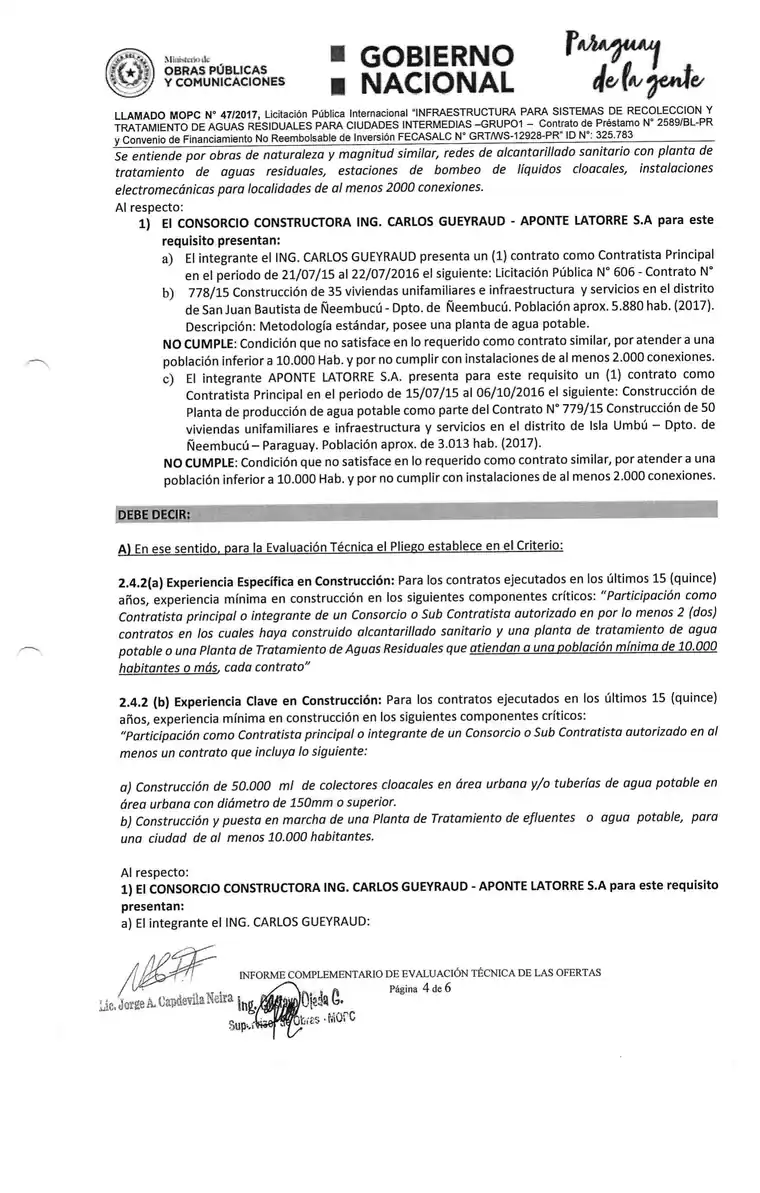 Ministerio de
OBRAS PÚBLICAS
Y COMUNICACIONES
GOBIERNO
NACIONAL
Paraguay
de la gente
LLAMADO MOPC N° 47/2017, Licitación Pública Internacional "INFRAESTRUCTURA PARA SISTEMAS DE RECOLECCION Y
TRATAMIENTO DE AGUAS RESIDUALES PARA CIUDADES INTERMEDIAS –GRUPO1 – Contrato de Préstamo N° 2589/BL-PR
y Convenio de Financiamiento No Reembolsable de Inversión FECASALC N° GRT/WS-12928-PR" ID N°: 325.783
Se entiende por obras de naturaleza y magnitud similar, redes de alcantarillado sanitario con planta de
tratamiento de aguas residuales, estaciones de bombeo de líquidos cloacales, instalaciones
electromecánicas para localidades de al menos 2000 conexiones.
Al respecto:
1) El CONSORCIO CONSTRUCTORA ING. CARLOS GUEYRAUD - APONTE LATORRE S.A para este
requisito presentan:
a) El integrante el ING. CARLOS GUEYRAUD presenta un (1) contrato como Contratista Principal
en el periodo de 21/07/15 al 22/07/2016 el siguiente: Licitación Pública N° 606 - Contrato N°
b) 778/15 Construcción de 35 viviendas unifamiliares e infraestructura y servicios en el distrito
de San Juan Bautista de Ñeembucú - Dpto. de Ñeembucú. Población aprox. 5.880 hab. (2017).
Descripción: Metodología estándar, posee una planta de agua potable.
NO CUMPLE: Condición que no satisface en lo requerido como contrato similar, por atender a una
población inferior a 10.000 Hab. y por no cumplir con instalaciones de al menos 2.000 conexiones.
c) El integrante APONTE LATORRE S.A. presenta para este requisito un (1) contrato como
Contratista Principal en el periodo de 15/07/15 al 06/10/2016 el siguiente: Construcción de
Planta de producción de agua potable como parte del Contrato N° 779/15 Construcción de 50
viviendas unifamiliares e infraestructura y servicios en el distrito de Isla Umbú – Dpto. de
Ñeembucú – Paraguay. Población aprox. de 3.013 hab. (2017).
NO CUMPLE: Condición que no satisface en lo requerido como contrato similar, por atender a una
población inferior a 10.000 Hab. y por no cumplir con instalaciones de al menos 2.000 conexiones.
DEBE DECIR:
A) En ese sentido, para la Evaluación Técnica el Pliego establece en el Criterio:
2.4.2(a) Experiencia Específica en Construcción: Para los contratos ejecutados en los últimos 15 (quince)
años, experiencia mínima en construcción en los siguientes componentes críticos: "Participación como
Contratista principal o integrante de un Consorcio o Sub Contratista autorizado en por lo menos 2 (dos)
contratos en los cuales haya construido alcantarillado sanitario y una planta de tratamiento de agua
potable o una Planta de Tratamiento de Aguas Residuales que atiendan a una población mínima de 10.000
habitantes o más, cada contrato"
2.4.2 (b) Experiencia Clave en Construcción: Para los contratos ejecutados en los últimos 15 (quince)
años, experiencia mínima en construcción en los siguientes componentes críticos:
"Participación como Contratista principal o integrante de un Consorcio o Sub Contratista autorizado en al
menos un contrato que incluya lo siguiente:
a) Construcción de 50.000 ml de colectores cloacales en área urbana y/o tuberías de agua potable en
área urbana con diámetro de 150mm o superior.
b) Construcción y puesta en marcha de una Planta de Tratamiento de efluentes o agua potable, para
una ciudad de al menos 10.000 habitantes.
Al respecto:
1) El CONSORCIO CONSTRUCTORA ING. CARLOS GUEYRAUD - APONTE LATORRE S.A para este requisito
presentan:
a) El integrante el ING. CARLOS GUEYRAUD:
INFORME COMPLEMENTARIO DE EVALUACIÓN TÉCNICA DE LAS OFERTAS
Página 4 de 6
Lic. Jorge A. Capdevila Neira
Ing. Gustavo Ojeda G.
Supervisor de Obras - MOPC